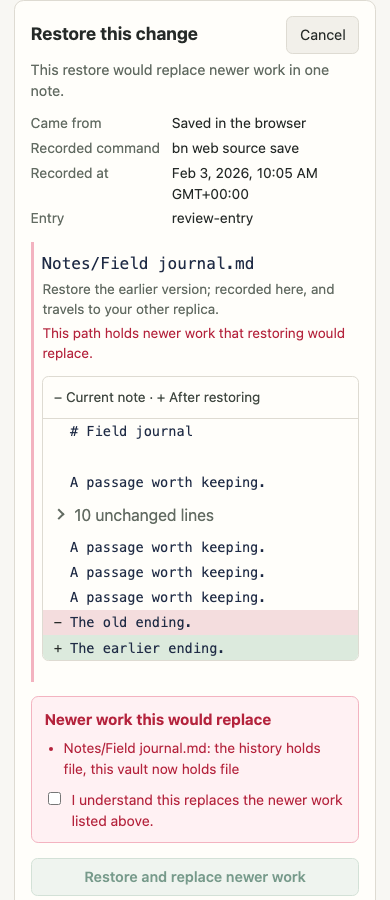 Restore this change
Cancel
This restore would replace newer work in one
note.
Came from Saved in the browser
Recorded command bn web source save
Recorded at Feb 3, 2026, 10:05 AM
GMT+00:00
Entry review-entry
Notes/Field journal.md
Restore the earlier version; recorded here, and
travels to your other replica.
This path holds newer work that restoring would
replace.
− Current note · + After restoring
# Field journal
A passage worth keeping.
10 unchanged lines
A passage worth keeping.
A passage worth keeping.
A passage worth keeping.
− The old ending.
+ The earlier ending.
Newer work this would replace
• Notes/Field journal.md: the history holds
file, this vault now holds file
I understand this replaces the newer work
listed above.
Restore and replace newer work